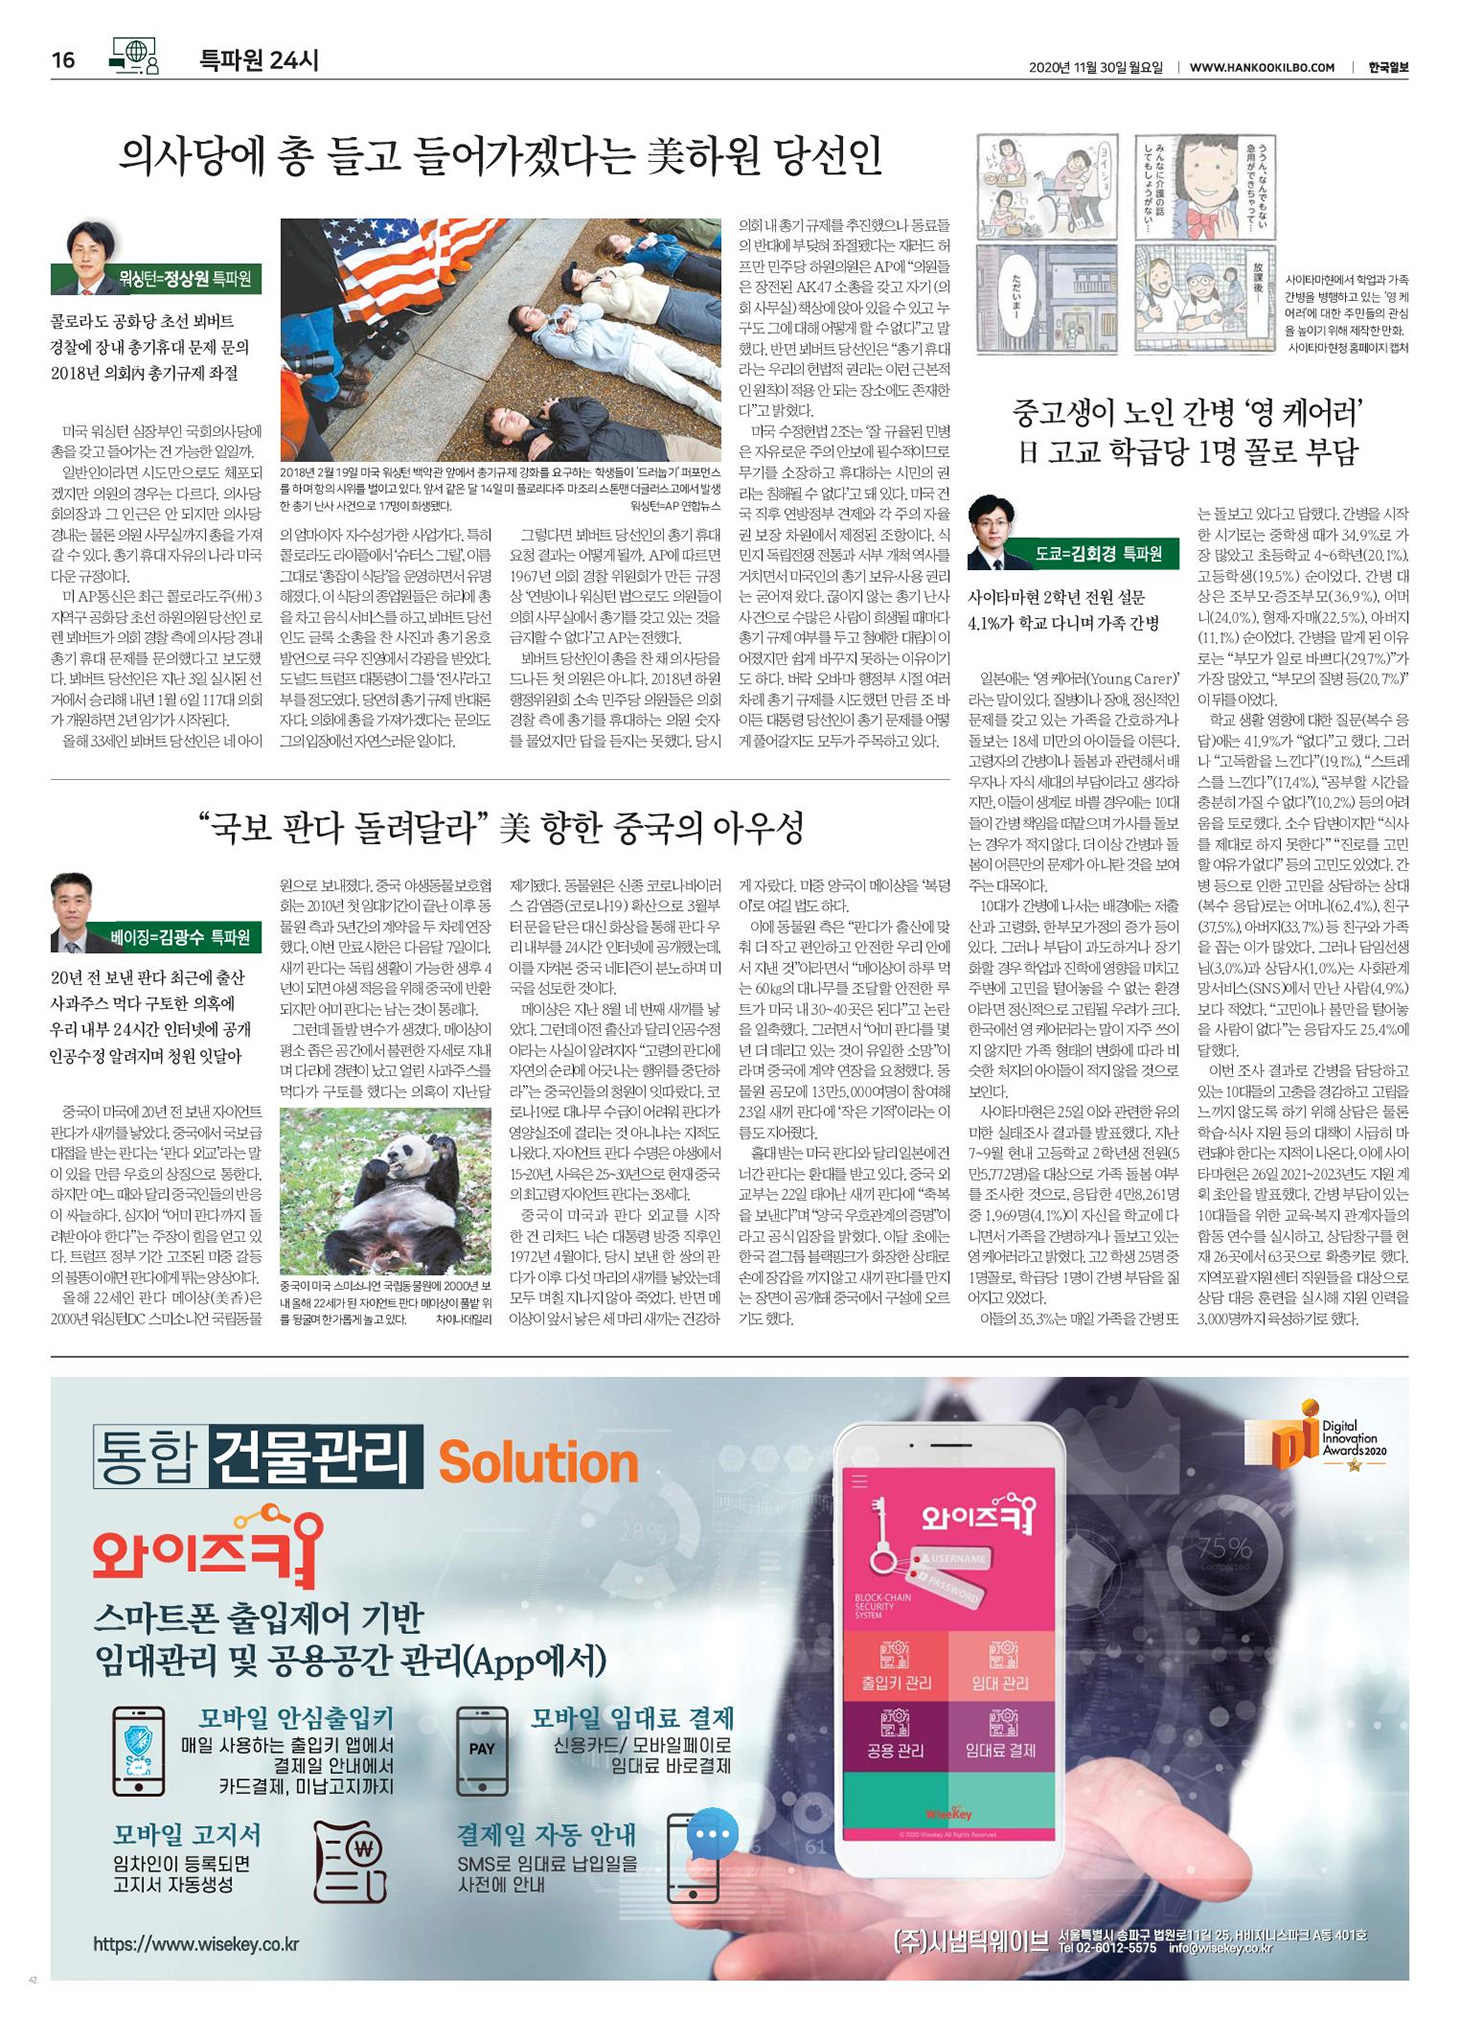 16
특파원 24시
2020년 11월 30일 월요일 | WWW.HANKOOKILBO.COM | 한국일보
의사당에 총 들고 들어가겠다는 美하원 당선인
워싱턴=정상원 특파원
콜로라도 공화당 초선 뵈버트
경찰에 장내 총기휴대 문제 문의
2018년 의회內 총기규제 좌절
미국 워싱턴 심장부인 국회의사당에
총을 갖고 들어가는 건 가능한 일일까.
일반인이라면 시도만으로도 체포되
겠지만 의원의 경우는 다르다. 의사당
회의장과 그 인근은 안 되지만 의사당
경내는 물론 의원 사무실까지 총을 가져
갈 수 있다. 총기 휴대 자유의 나라 미국
다운 규정이다.
미 AP통신은 최근 콜로라도주(州) 3
지역구 공화당 초선 하원의원 당선인 로
렌 뵈버트가 의회 경찰 측에 의사당 경내
총기 휴대 문제를 문의했다고 보도했
다. 뵈버트 당선인은 지난 3일 실시된 선
거에서 승리해 내년 1월 6일 117대 의회
가 개원하면 2년 임기가 시작된다.
올해 33세인 뵈버트 당선인은 네 아이
2018년 2월 19일 미국 워싱턴 백악관 앞에서 총기규제 강화를 요구하는 학생들이 '드러눕기' 퍼포먼스
를 하며 항의 시위를 벌이고 있다. 앞서 같은 달 14일 미 플로리다주 마조리 스톤맨 더글러스고에서 발생
한 총기 난사 사건으로 17명이 희생됐다. 워싱턴=AP 연합뉴스
의 엄마이자 자수성가한 사업가다. 특히
콜로라도 라이플에서 '슈터스 그릴', 이름
그대로 '총잡이 식당'을 운영하면서 유명
해졌다. 이 식당의 종업원들은 허리에 총
을 차고 음식 서비스를 하고, 뵈버트 당선
인도 글록 소총을 찬 사진과 총기 옹호
발언으로 극우 진영에서 각광을 받았다.
도널드 트럼프 대통령이 그를 '전사'라고
부를 정도였다. 당연히 총기 규제 반대론
자다. 의회에 총을 가져가겠다는 문의도
그의 입장에선 자연스러운 일이다.
그렇다면 뵈버트 당선인의 총기 휴대
요청 결과는 어떻게 될까. AP에 따르면
1967년 의회 경찰 위원회가 만든 규정
상 '연방이나 워싱턴 법으로도 의원들이
의회 사무실에서 총기를 갖고 있는 것을
금지할 수 없다'고 AP는 전했다.
뵈버트 당선인이 총을 찬 채 의사당을
드나든 첫 의원은 아니다. 2018년 하원
행정위원회 소속 민주당 의원들은 의회
경찰 측에 총기를 휴대하는 의원 숫자
를 물었지만 답을 듣지는 못했다. 당시
의회 내 총기 규제를 추진했으나 동료들
의 반대에 부딪혀 좌절됐다는 재러드 허
프만 민주당 하원의원은 AP에 "의원들
은 장전된 AK47 소총을 갖고 자기 (의
회 사무실) 책상에 앉아 있을 수 있고 누
구도 그에 대해 어떻게 할 수 없다"고 말
했다. 반면 뵈버트 당선인은 "총기 휴대
라는 우리의 헌법적 권리는 이런 근본적
인 원칙이 적용 안 되는 장소에도 존재한
다"고 밝혔다.
미국 수정헌법 2조는 '잘 규율된 민병
은 자유로운 주의 안보에 필수적이므로
무기를 소장하고 휴대하는 시민의 권
리는 침해될 수 없다'고 돼 있다. 미국 건
국 직후 연방정부 견제와 각 주의 자율
권 보장 차원에서 제정된 조항이다. 식
민지 독립전쟁 전통과 서부 개척 역사를
거치면서 미국인의 총기 보유·사용 권리
는 굳어져 왔다. 끊이지 않는 총기 난사
사건으로 수많은 사람이 희생될 때마다
총기 규제 여부를 두고 첨예한 대립이 이
어졌지만 쉽게 바꾸지 못하는 이유이기
도 하다. 버락 오바마 행정부 시절 여러
차례 총기 규제를 시도했던 만큼 조 바
이든 대통령 당선인이 총기 문제를 어떻
게 풀어갈지도 모두가 주목하고 있다.
“국보 판다 돌려달라” 美 향한 중국의 아우성
베이징=김광수 특파원
20년 전 보낸 판다 최근에 출산
사과주스 먹다 구토한 의혹에
우리 내부 24시간 인터넷에 공개
인공수정 알려지며 청원 잇달아
중국이 미국에 20년 전 보낸 자이언트
판다가 새끼를 낳았다. 중국에서 국보급
대접을 받는 판다는 '판다 외교'라는 말
이 있을 만큼 우호의 상징으로 통한다.
하지만 여느 때와 달리 중국인들의 반응
이 싸늘하다. 심지어 "어미 판다까지 돌
려받아야 한다"는 주장이 힘을 얻고 있
다. 트럼프 정부 기간 고조된 미중 갈등
의 불똥이 애먼 판다에게 튀는 양상이다.
올해 22세인 판다 메이샹(美香)은
2000년 워싱턴DC 스미소니언 국립동물
원으로 보내졌다. 중국 야생동물보호협
회는 2010년 첫 임대기간이 끝난 이후 동
물원 측과 5년간의 계약을 두 차례 연장
했다. 이번 만료시한은 다음달 7일이다.
새끼 판다는 독립 생활이 가능한 생후 4
년이 되면 야생 적응을 위해 중국에 반환
되지만 어미 판다는 남는 것이 통례다.
그런데 돌발 변수가 생겼다. 메이샹이
평소 좁은 공간에서 불편한 자세로 지내
며 다리에 경련이 났고 얼린 사과주스를
먹다가 구토를 했다는 의혹이 지난달
중국이 미국 스미소니언 국립동물원에 2000년 보
내 올해 22세가 된 자이언트 판다 메이샹이 풀밭 위
를 뒹굴며 한가롭게 놀고 있다. 차이나데일리
제기됐다. 동물원은 신종 코로나바이러
스 감염증(코로나19) 확산으로 3월부
터 문을 닫은 대신 화상을 통해 판다 우
리 내부를 24시간 인터넷에 공개했는데,
이를 지켜본 중국 네티즌이 분노하며 미
국을 성토한 것이다.
메이샹은 지난 8월 네 번째 새끼를 낳
았다. 그런데 이전 출산과 달리 인공수정
이라는 사실이 알려지자 "고령의 판다에
자연의 순리에 어긋나는 행위를 중단하
라"는 중국인들의 청원이 잇따랐다. 코
로나19로 대나무 수급이 어려워 판다가
영양실조에 걸리는 것 아니냐는 지적도
나왔다. 자이언트 판다 수명은 야생에서
15~20년, 사육은 25~30년으로 현재 중국
의 최고령 자이언트 판다는 38세다.
중국이 미국과 판다 외교를 시작
한 건 리처드 닉슨 대통령 방중 직후인
1972년 4월이다. 당시 보낸 한 쌍의 판
다가 이후 다섯 마리의 새끼를 낳았는데
모두 며칠 지나지 않아 죽었다. 반면 메
이샹이 앞서 낳은 세 마리 새끼는 건강하
게 자랐다. 미중 양국이 메이샹을 '복덩
이'로 여길 법도 하다.
이에 동물원 측은 "판다가 출산에 맞
춰 더 작고 편안하고 안전한 우리 안에
서 지낸 것"이라면서 "메이샹이 하루 먹
는 60㎏의 대나무를 조달할 안전한 루
트가 미국 내 30~40곳은 된다"고 논란
을 일축했다. 그러면서 "어미 판다를 몇
년 더 데리고 있는 것이 유일한 소망"이
라며 중국에 계약 연장을 요청했다. 동
물원 공모에 13만5,000여명이 참여해
23일 새끼 판다에 '작은 기적'이라는 이
름도 지어줬다.
홀대 받는 미국 판다와 달리 일본에 건
너간 판다는 환대를 받고 있다. 중국 외
교부는 22일 태어난 새끼 판다에 "축복
을 보낸다"며 "양국 우호관계의 증명"이
라고 공식 입장을 밝혔다. 이달 초에는
한국 걸그룹 블랙핑크가 화장한 상태로
손에 장갑을 끼지 않고 새끼 판다를 만지
는 장면이 공개돼 중국에서 구설에 오르
기도 했다.
ヨイショ
ううん、なんでもない
急用ができちゃって…
みんなに介護の話
してもしょうがない…
ただいまー
放課後ー
사이타마현에서 학업과 가족
간병을 병행하고 있는 '영 케
어러'에 대한 주민들의 관심
을 높이기 위해 제작한 만화.
사이타마현청 홈페이지 캡처
중고생이 노인 간병 ‘영 케어러’
日 고교 학급당 1명 꼴로 부담
도쿄=김회경 특파원
사이타마현 2학년 전원 설문
4.1%가 학교 다니며 가족 간병
일본에는 '영 케어러(Young Carer)'
라는 말이 있다. 질병이나 장애, 정신적인
문제를 갖고 있는 가족을 간호하거나
돌보는 18세 미만의 아이들을 이른다.
고령자의 간병이나 돌봄과 관련해서 배
우자나 자식 세대의 부담이라고 생각하
지만, 이들이 생계로 바쁠 경우에는 10대
들이 간병 책임을 떠맡으며 가사를 돌보
는 경우가 적지 않다. 더 이상 간병과 돌
봄이 어른만의 문제가 아니란 것을 보여
주는 대목이다.
10대가 간병에 나서는 배경에는 저출
산과 고령화, 한부모가정의 증가 등이
있다. 그러나 부담이 과도하거나 장기
화할 경우 학업과 진학에 영향을 미치고
주변에 고민을 털어놓을 수 없는 환경
이라면 정신적으로 고립될 우려가 크다.
한국에선 영 케어러라는 말이 자주 쓰이
지 않지만 가족 형태의 변화에 따라 비
슷한 처지의 아이들이 적지 않을 것으로
보인다.
사이타마현은 25일 이와 관련한 유의
미한 실태조사 결과를 발표했다. 지난
7~9월 현내 고등학교 2학년생 전원(5
만5,772명)을 대상으로 가족 돌봄 여부
를 조사한 것으로, 응답한 4만8,261명
중 1,969명(4.1%)이 자신을 학교에 다
니면서 가족을 간병하거나 돌보고 있는
영 케어러라고 밝혔다. 고2 학생 25명 중
1명꼴로, 학급당 1명이 간병 부담을 짊
어지고 있었다.
이들의 35.3%는 매일 가족을 간병 또
는 돌보고 있다고 답했다. 간병을 시작
한 시기로는 중학생 때가 34.9%로 가
장 많았고 초등학교 4~6학년(20.1%),
고등학생(19.5%) 순이었다. 간병 대
상은 조부모·증조부모(36.9%), 어머
니(24.0%), 형제·자매(22.5%), 아버지
(11.1%) 순이었다. 간병을 맡게 된 이유
로는 "부모가 일로 바쁘다(29.7%)"가
가장 많았고, "부모의 질병 등(20.7%)"
이 뒤를 이었다.
학교 생활 영향에 대한 질문(복수 응
답)에는 41.9%가 "없다"고 했다. 그러
나 "고독함을 느낀다"(19.1%), "스트레
스를 느낀다"(17.4%), "공부할 시간을
충분히 가질 수 없다"(10.2%) 등의 어려
움을 토로했다. 소수 답변이지만 "식사
를 제대로 하지 못한다" "진로를 고민
할 여유가 없다" 등의 고민도 있었다. 간
병 등으로 인한 고민을 상담하는 상대
(복수 응답)로는 어머니(62.4%), 친구
(37.5%), 아버지(33.7%) 등 친구와 가족
을 꼽는 이가 많았다. 그러나 담임선생
님(3.0%)과 상담사(1.0%)는 사회관계
망서비스(SNS)에서 만난 사람(4.9%)
보다 적었다. "고민이나 불만을 털어놓
을 사람이 없다"는 응답자도 25.4%에
달했다.
이번 조사 결과로 간병을 담당하고
있는 10대들의 고충을 경감하고 고립을
느끼지 않도록 하기 위해 상담은 물론
학습·식사 지원 등의 대책이 시급히 마
련돼야 한다는 지적이 나온다. 이에 사이
타마현은 26일 2021~2023년도 지원 계
획 초안을 발표했다. 간병 부담이 있는
10대들을 위한 교육·복지 관계자들의
합동 연수를 실시하고, 상담창구를 현
재 26곳에서 63곳으로 확충키로 했다.
지역포괄지원센터 직원들을 대상으로
상담 대응 훈련을 실시해 지원 인력을
3,000명까지 육성하기로 했다.
통합 건물관리 Solution
와이즈키
스마트폰 출입제어 기반
임대관리 및 공용공간 관리(App에서)
모바일 안심출입키
매일 사용하는 출입키 앱에서
결제일 안내에서
카드결제, 미납고지까지
Safe
PAY
모바일 임대료 결제
신용카드/ 모바일페이로
임대료 바로결제
모바일 고지서
임차인이 등록되면
고지서 자동생성
결제일 자동 안내
SMS로 임대료 납입일을
사전에 안내
https://www.wisekey.co.kr
28%
61
75%
Completed
와이즈키
USERNAME
PASSWORD
BLOCK-CHAIN
SECURITY
SYSTEM
출입키 관리
임대 관리
공용 관리
임대료 결제
WiseKey
© 2020 Wisekey All Rights Reserved.
Digital
Innovation
Awards 2020
(주)시냅틱웨이브
서울특별시 송파구 법원로11길 25, H비지니스파크 A동 401호
Tel 02-6012-5575 info@wisekey.co.kr
42